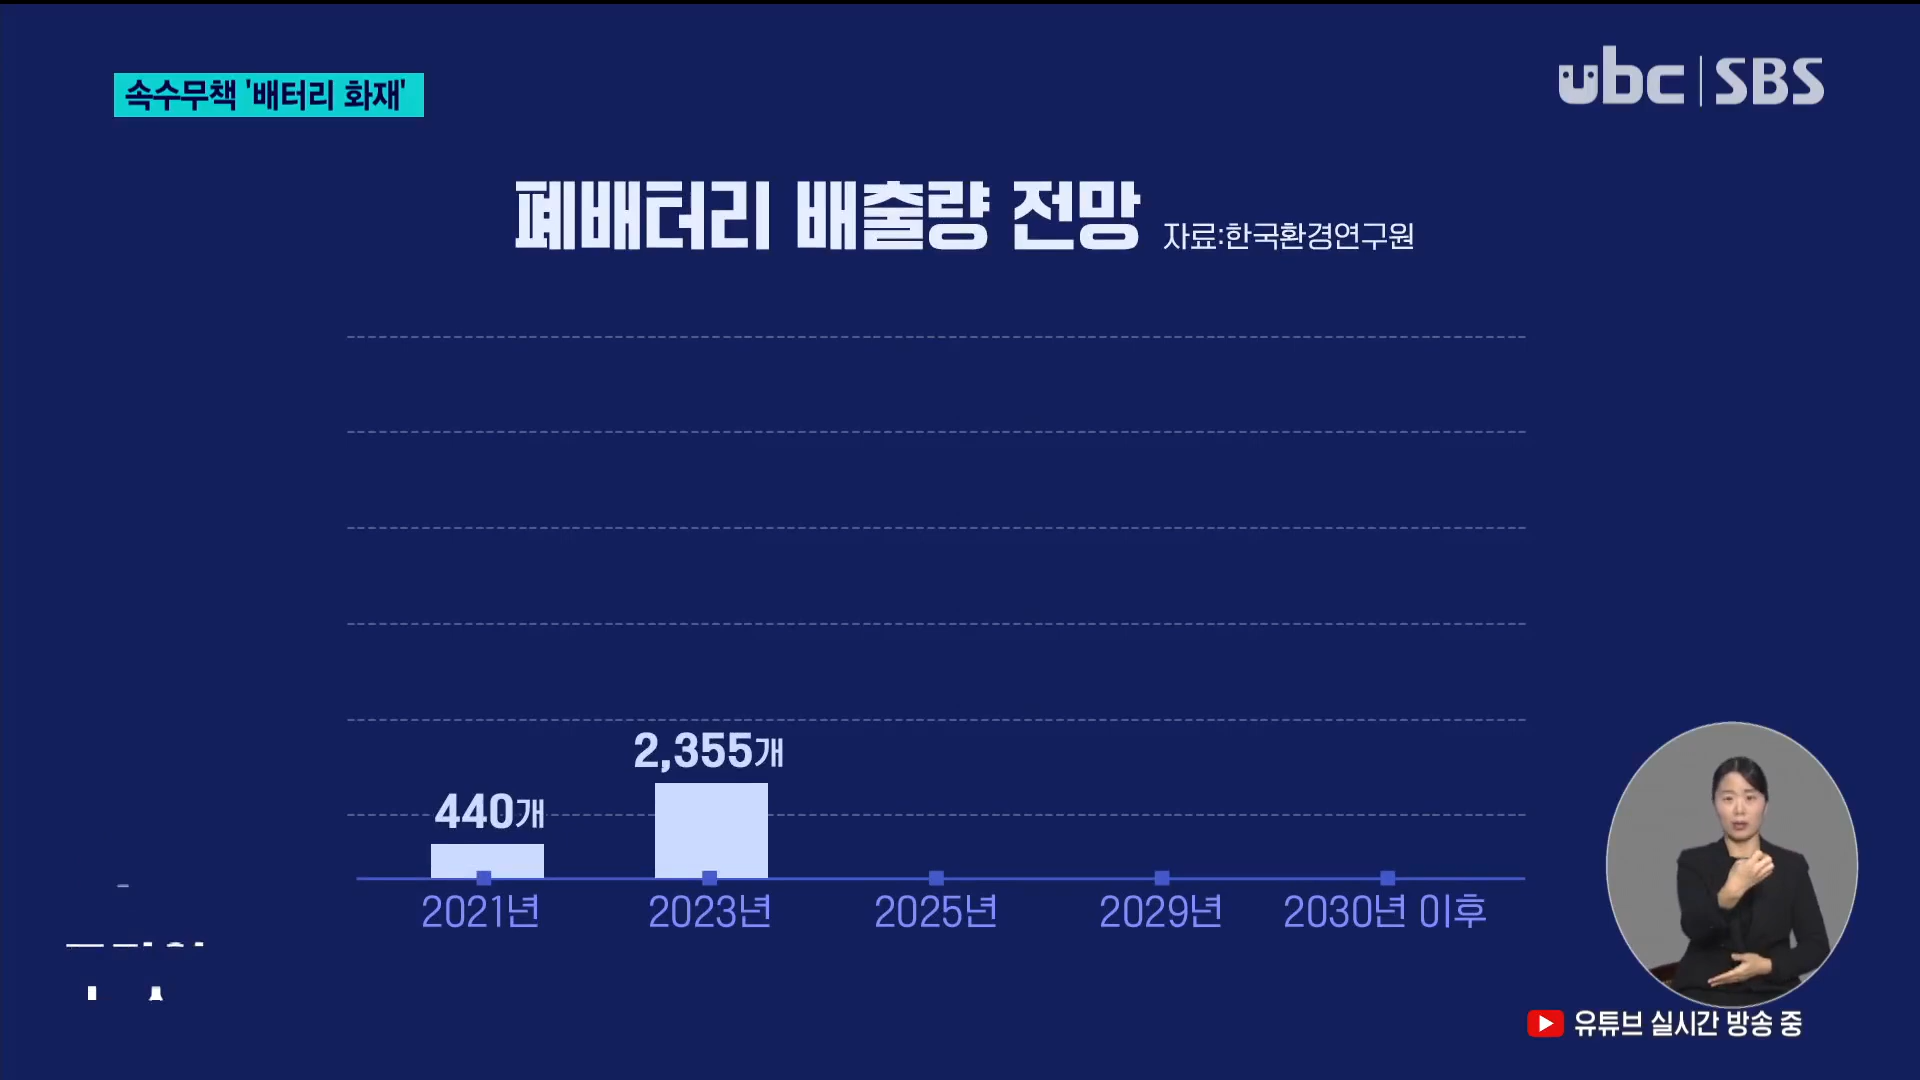 속수무책 '배터리 화재'
ubc SBS
폐배터리 배출량 전망 자료:한국환경연구원
2,355개
440개
2021년 2023년 2025년 2029년 2030년 이후
유튜브 실시간 방송 중